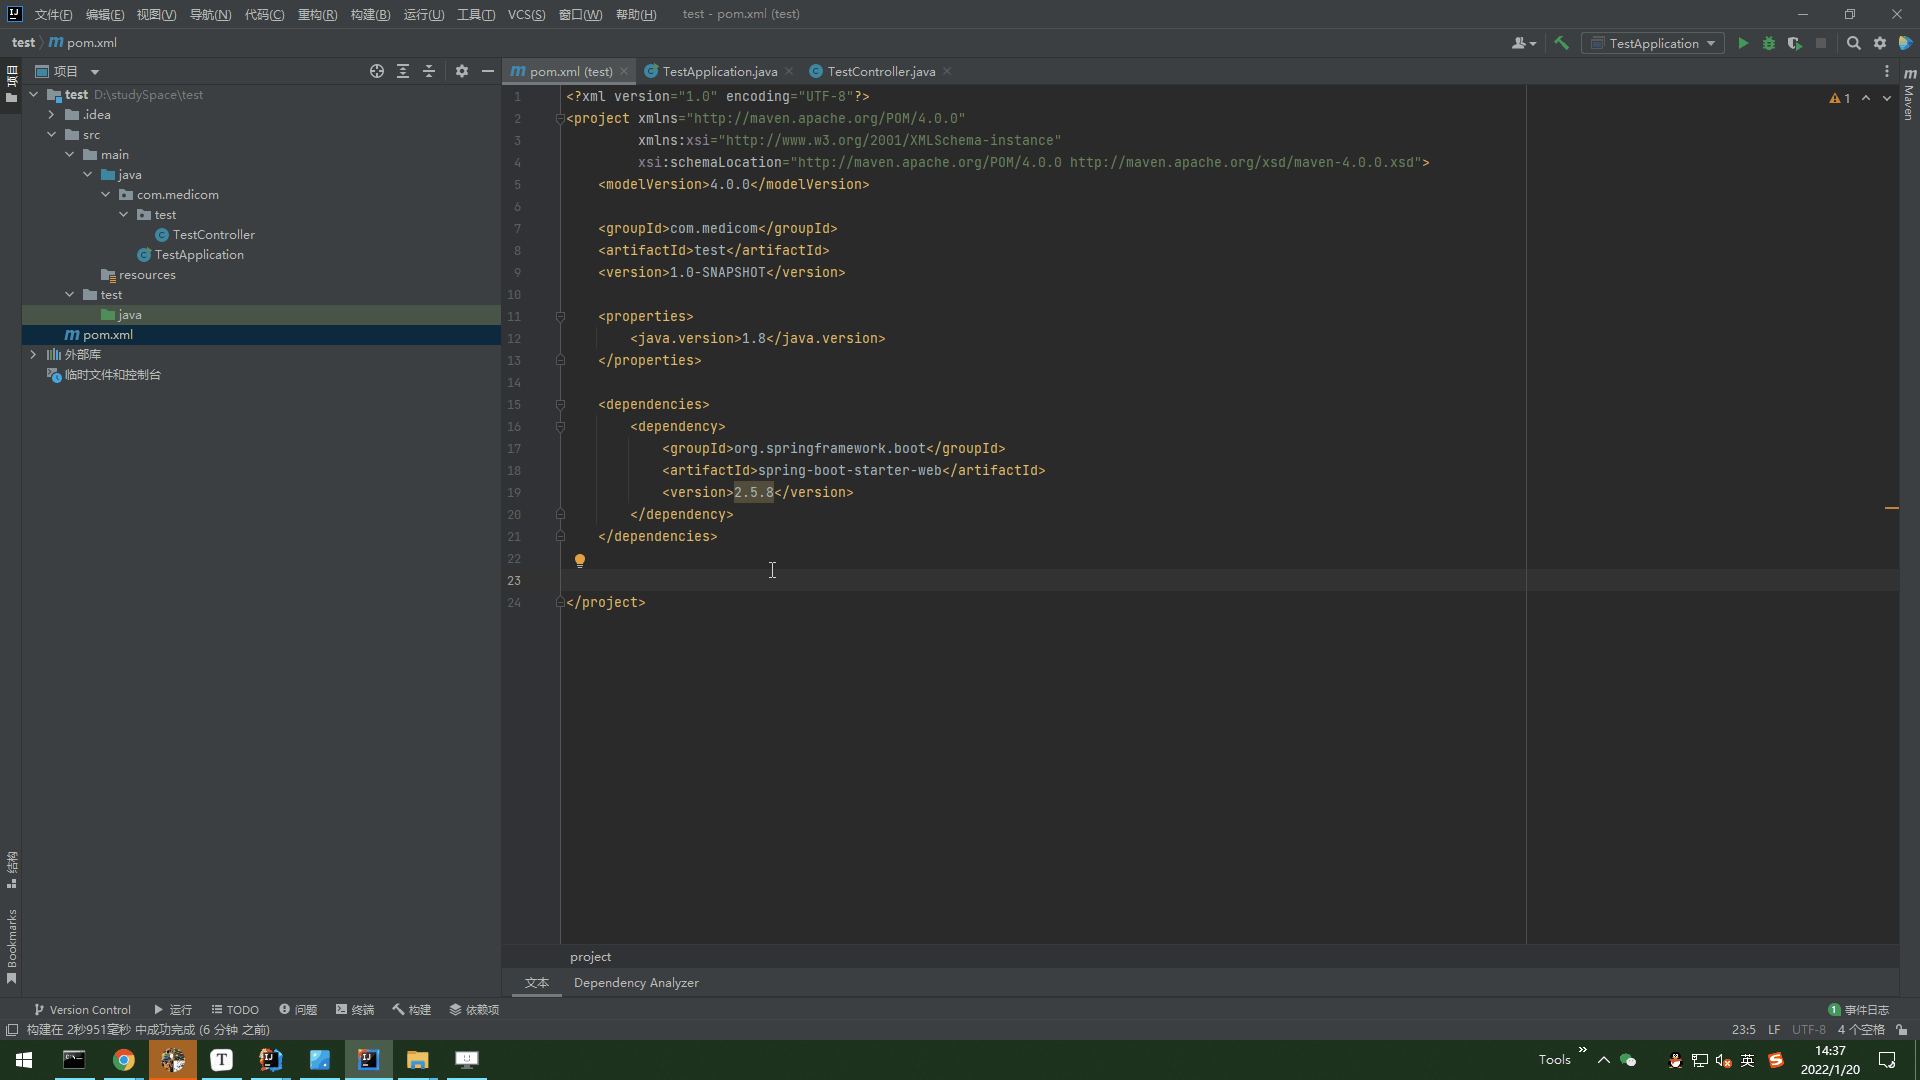 文件(F) 编辑(E) 视图(V) 导航(N) 代码(C) 重构(R) 构建(B) 运行(U) 工具(T) VCS(S) 窗口(W) 帮助(H) test - pom.xml (test)
test pom.xml
TestApplication
项目
项目
pom.xml (test) TestApplication.java TestController.java
Maven
test D:\studySpace\test
.idea
src
main
java
com.medicom
test
TestController
TestApplication
resources
test
java
pom.xml
外部库
临时文件和控制台
1
1 <?xml version="1.0" encoding="UTF-8"?>
2 <project xmlns="http://maven.apache.org/POM/4.0.0"
3 xmlns:xsi="http://www.w3.org/2001/XMLSchema-instance"
4 xsi:schemaLocation="http://maven.apache.org/POM/4.0.0 http://maven.apache.org/xsd/maven-4.0.0.xsd">
5 <modelVersion>4.0.0</modelVersion>
6
7 <groupId>com.medicom</groupId>
8 <artifactId>test</artifactId>
9 <version>1.0-SNAPSHOT</version>
10
11 <properties>
12 <java.version>1.8</java.version>
13 </properties>
14
15 <dependencies>
16 <dependency>
17 <groupId>org.springframework.boot</groupId>
18 <artifactId>spring-boot-starter-web</artifactId>
19 <version>2.5.8</version>
20 </dependency>
21 </dependencies>
22
23
24 </project>
结构
Bookmarks
project
文本 Dependency Analyzer
Version Control 运行 TODO 问题 终端 构建 依赖项 1 事件日志
构建在 2秒951毫秒 中成功完成 (6 分钟 之前) 23:5 LF UTF-8 4 个空格
Tools 英 14:37
2022/1/20